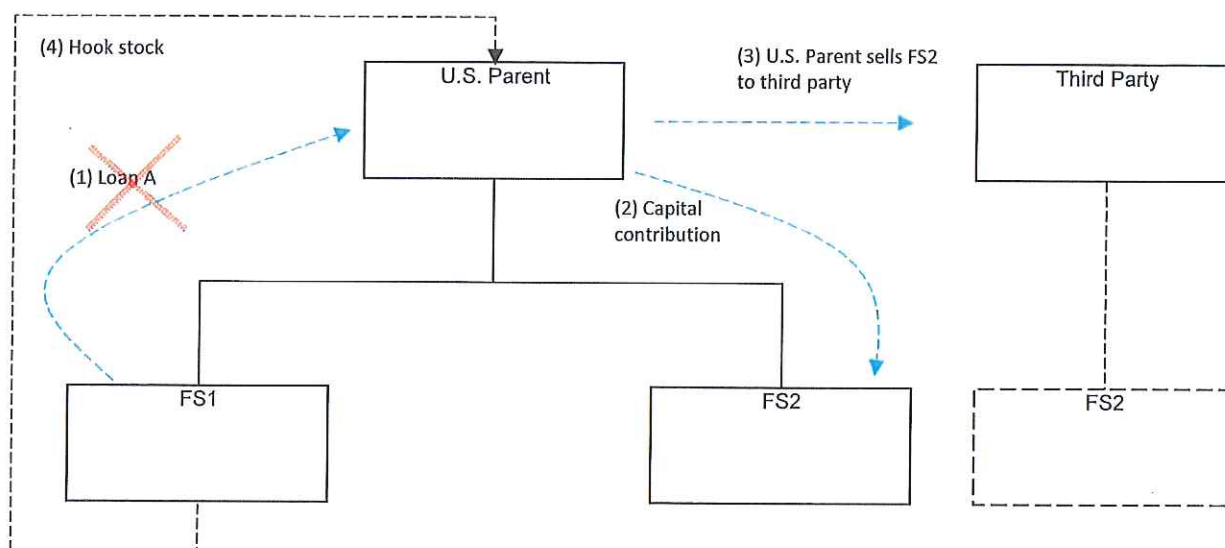 (4) Hook stock
U.S. Parent
(3) U.S. Parent sells FS2
to third party
Third Party
(1) Loan A
(2) Capital
contribution
FS1
FS2
FS2